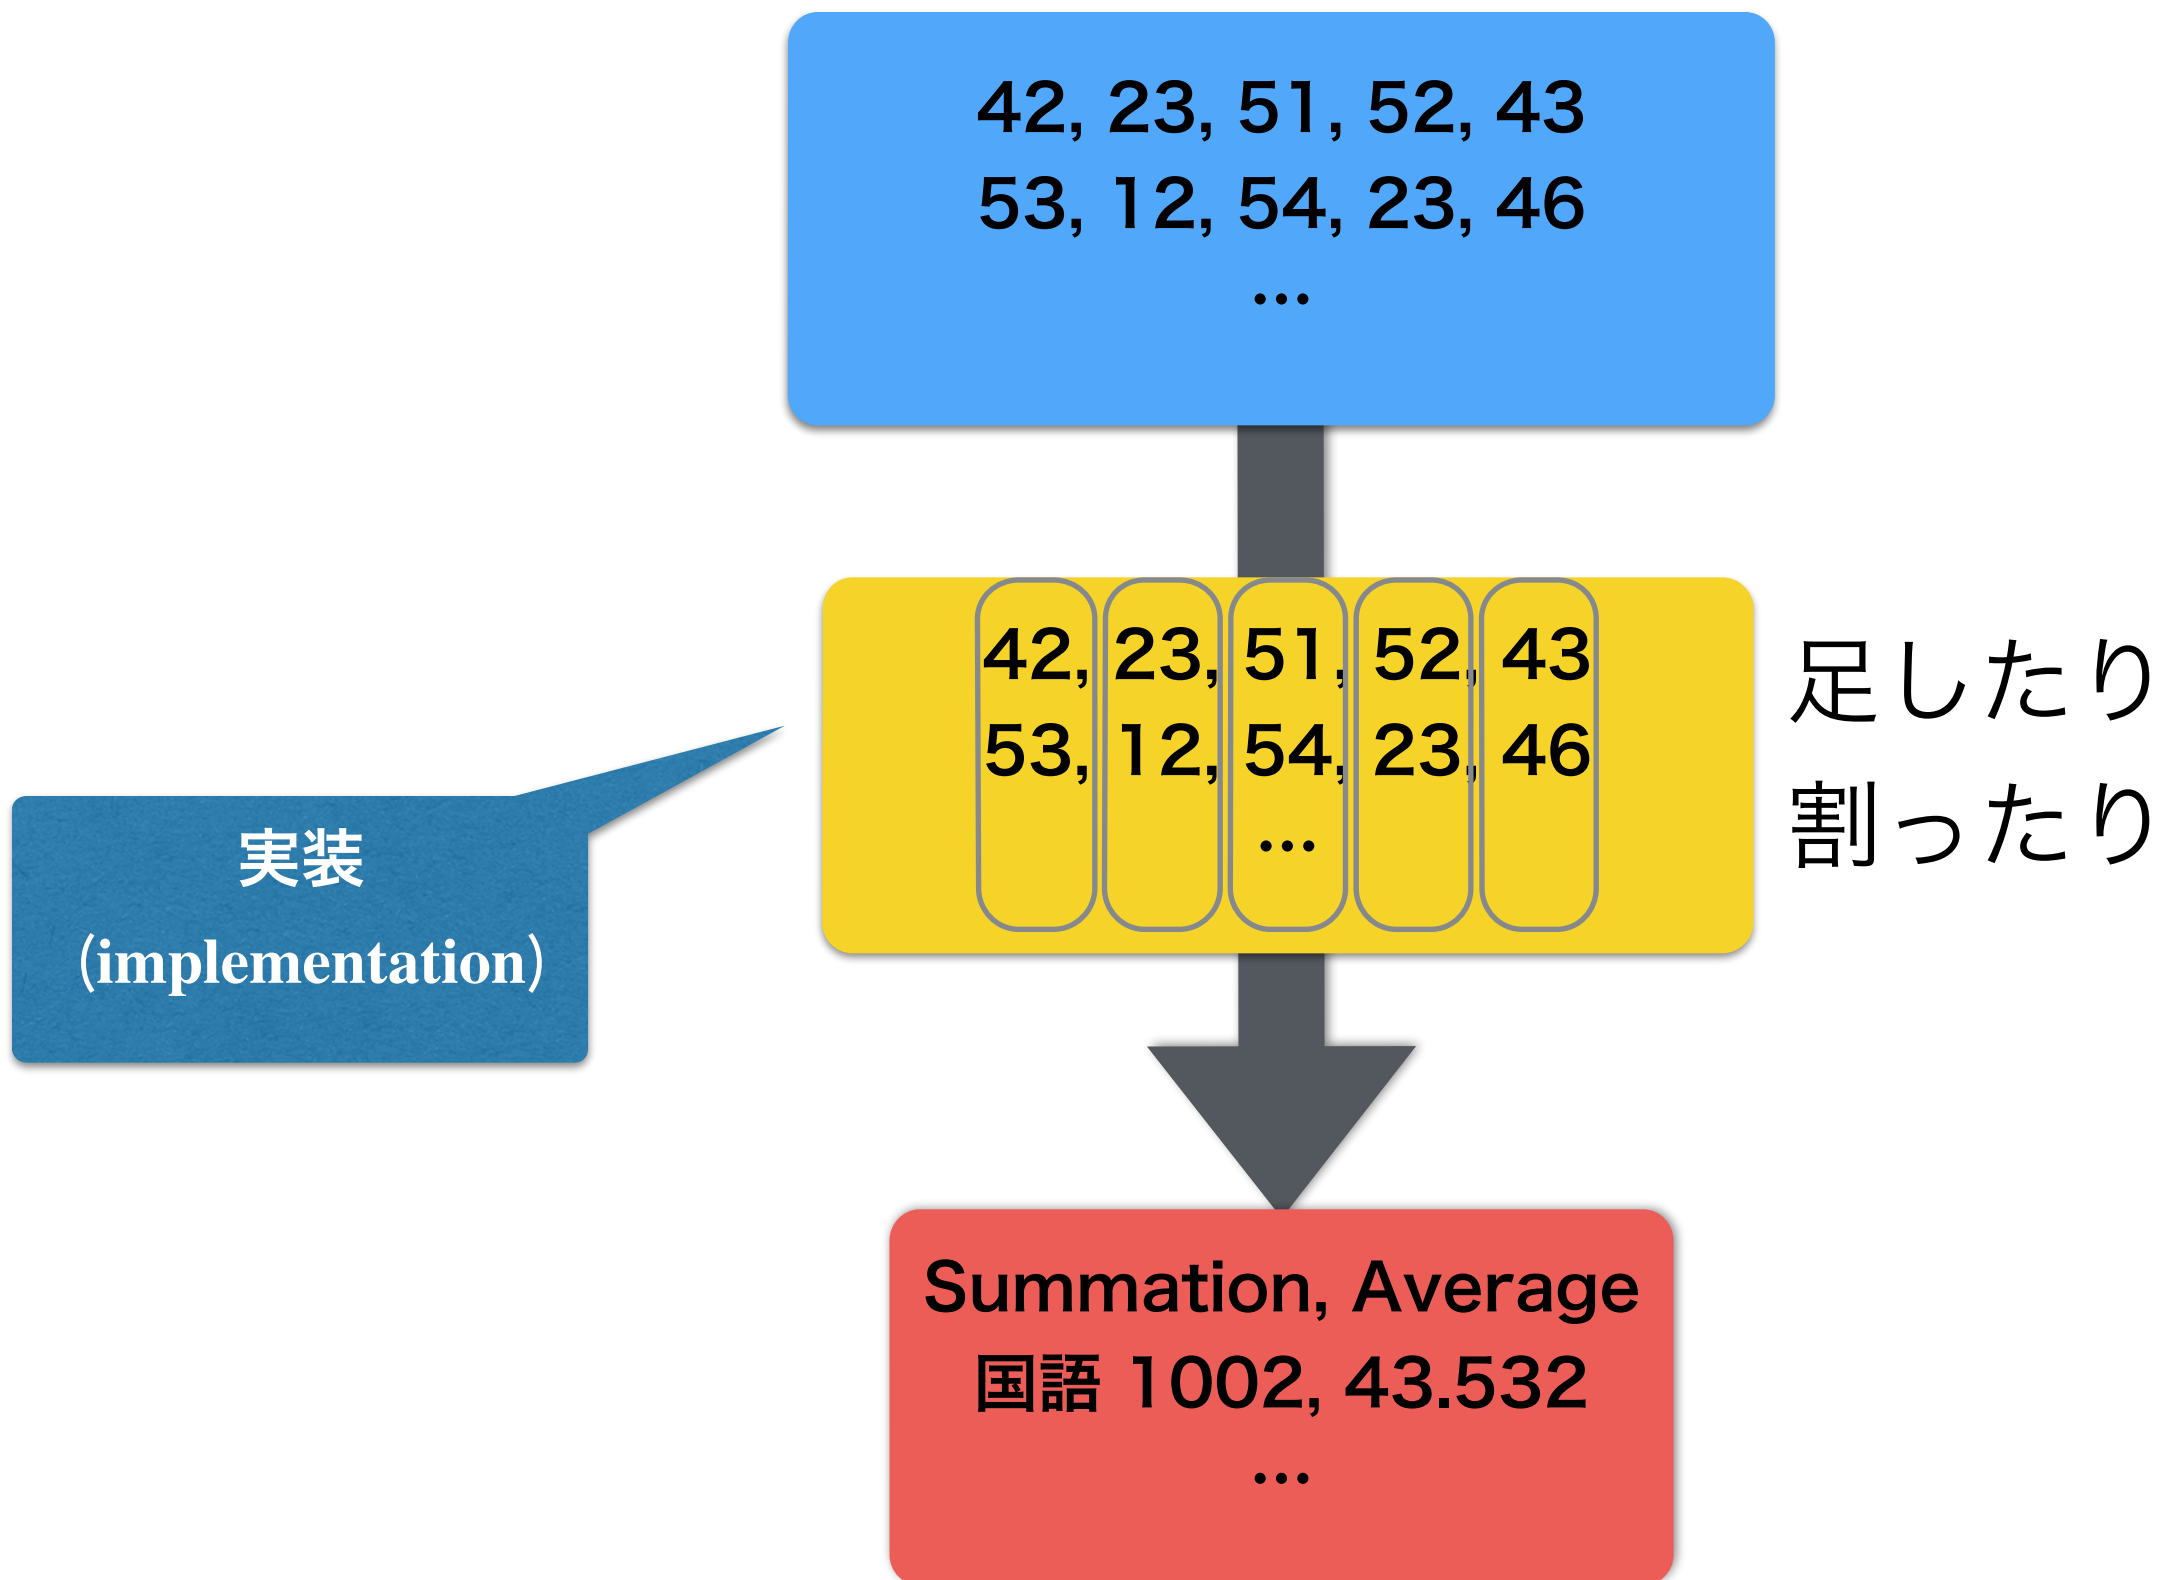 42, 23, 51, 52, 43
53, 12, 54, 23, 46
...
42, 23, 51, 52, 43
53, 12, 54, 23, 46
...
足したり
割ったり
実装
(implementation)
Summation, Average
国語 1002, 43.532
...